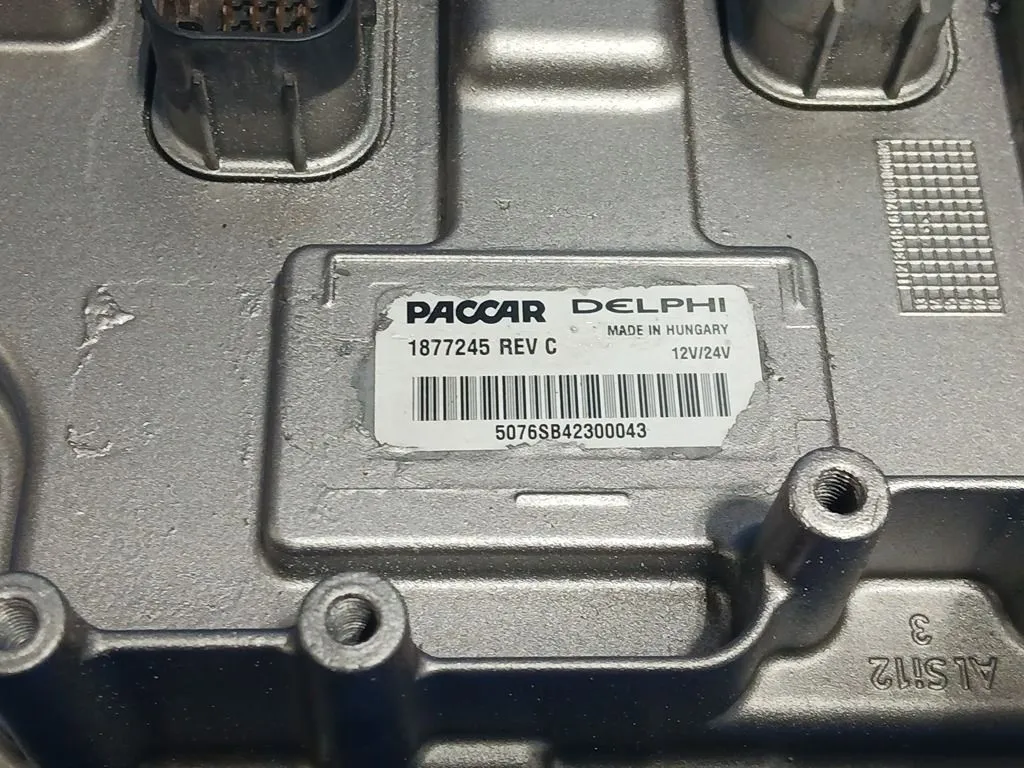 PACCAR DELPHI
MADE IN HUNGARY
1877245 REV C
12V/24V
5076SB42300043
3
ALSi12